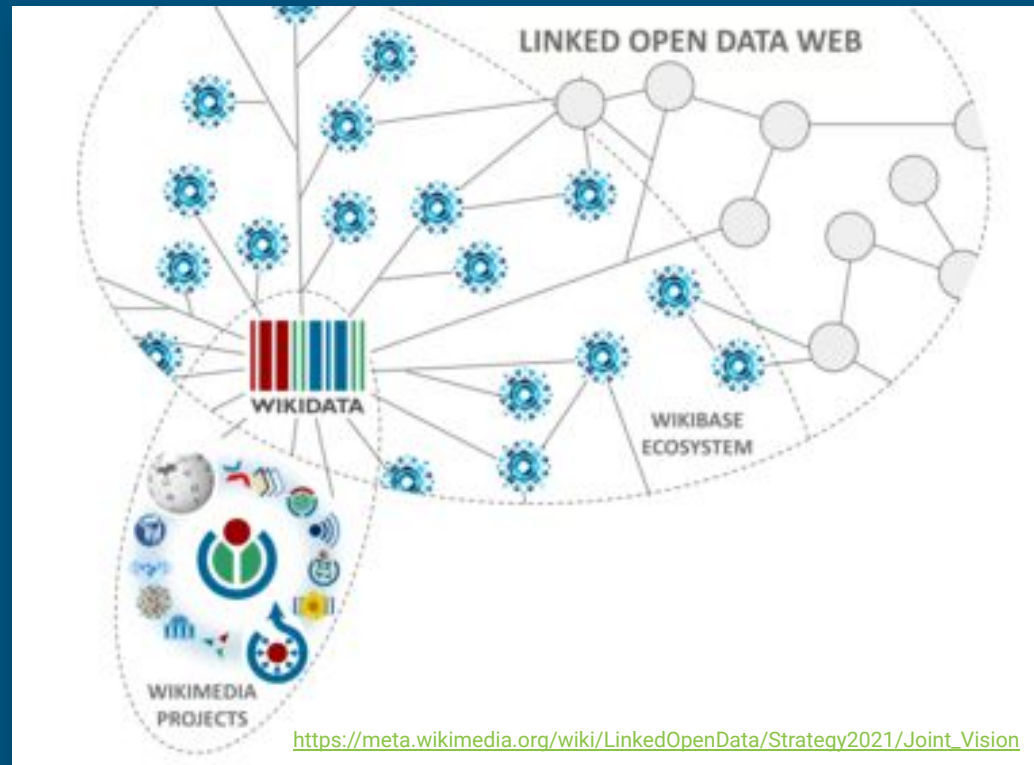 LINKED OPEN DATA WEB
WIKIDATA
WIKIBASE
ECOSYSTEM
WIKIMEDIA
PROJECTS
https://meta.wikimedia.org/wiki/LinkedOpenData/Strategy2021/Joint_Vision